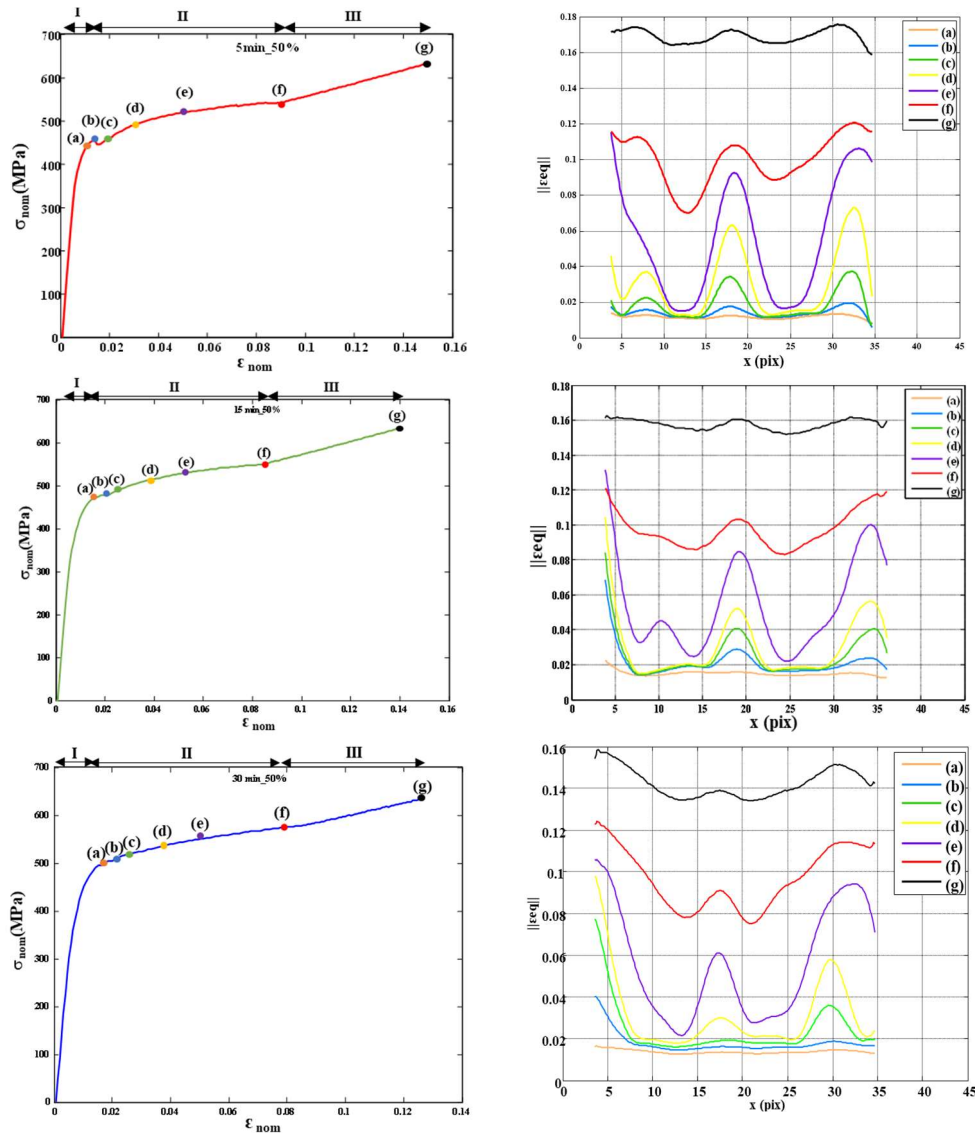 I II III
5min_50%
700
600
500
400
300
200
100
0
σnom(MPa)
(a) (b) (c) (d) (e) (f) (g)
0 0.02 0.04 0.06 0.08 0.1 0.12 0.14 0.16
εnom
0.18
0.16
0.12
0.08
0.04
0.02
0
||εeq||
(a)
(b)
(c)
(d)
(e)
(f)
(g)
0 5 10 15 20 25 30 35 40 45
x (pix)
I II III
15 min_50%
700
600
500
400
300
200
100
0
σnom(MPa)
(a) (b) (c) (d) (e) (f) (g)
0 0.02 0.04 0.06 0.08 0.1 0.12 0.14 0.16
εnom
0.18
0.16
0.12
0.1
0.08
0.06
0.04
0.02
0
||εeq||
(a)
(b)
(c)
(d)
(e)
(f)
(g)
0 5 10 15 20 25 30 35 40 45
x (pix)
I II III
30 min_50%
700
600
500
400
300
200
100
0
σnom(MPa)
(a) (b) (c) (d) (e) (f) (g)
0 0.02 0.04 0.06 0.08 0.1 0.12 0.14
εnom
0.16
0.14
0.12
0.1
0.08
0.06
0.04
0.02
0
||εeq||
(a)
(b)
(c)
(d)
(e)
(f)
(g)
0 5 10 15 20 25 30 35 40 45
x (pix)